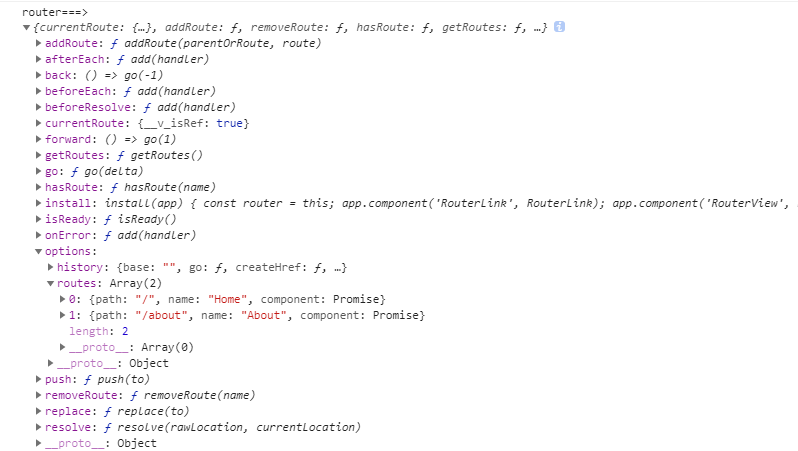 router===>
{currentRoute: {…}, addRoute: ƒ, removeRoute: ƒ, hasRoute: ƒ, getRoutes: ƒ, …} i
addRoute: ƒ addRoute(parentOrRoute, route)
afterEach: ƒ add(handler)
back: () => go(-1)
beforeEach: ƒ add(handler)
beforeResolve: ƒ add(handler)
currentRoute: {__v_isRef: true}
forward: () => go(1)
getRoutes: ƒ getRoutes()
go: ƒ go(delta)
hasRoute: ƒ hasRoute(name)
install: install(app) { const router = this; app.component('RouterLink', RouterLink); app.component('RouterView',
isReady: ƒ isReady()
onError: ƒ add(handler)
options:
history: {base: "", go: ƒ, createHref: ƒ, …}
routes: Array(2)
0: {path: "/", name: "Home", component: Promise}
1: {path: "/about", name: "About", component: Promise}
length: 2
__proto__: Array(0)
__proto__: Object
push: ƒ push(to)
removeRoute: ƒ removeRoute(name)
replace: ƒ replace(to)
resolve: ƒ resolve(rawLocation, currentLocation)
__proto__: Object